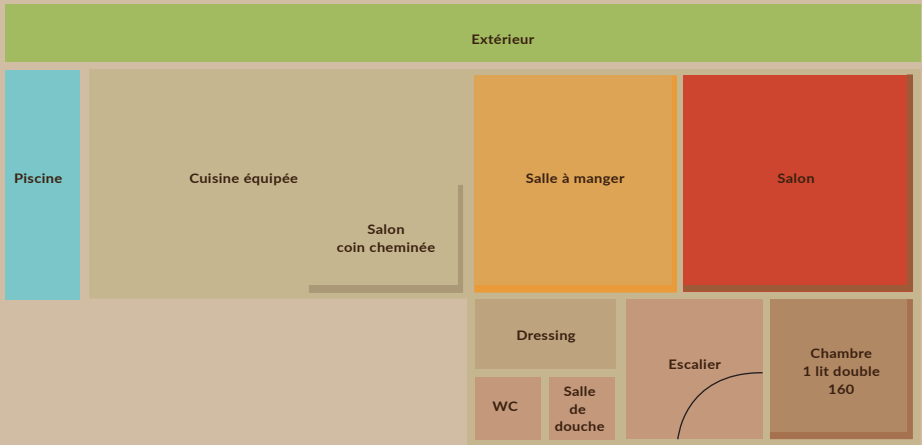 Extérieur
Piscine
Cuisine équipée
Salle à manger
Salon
Salon
coin cheminée
Dressing
Escalier
Chambre
1 lit double
160
WC
Salle
de
douche